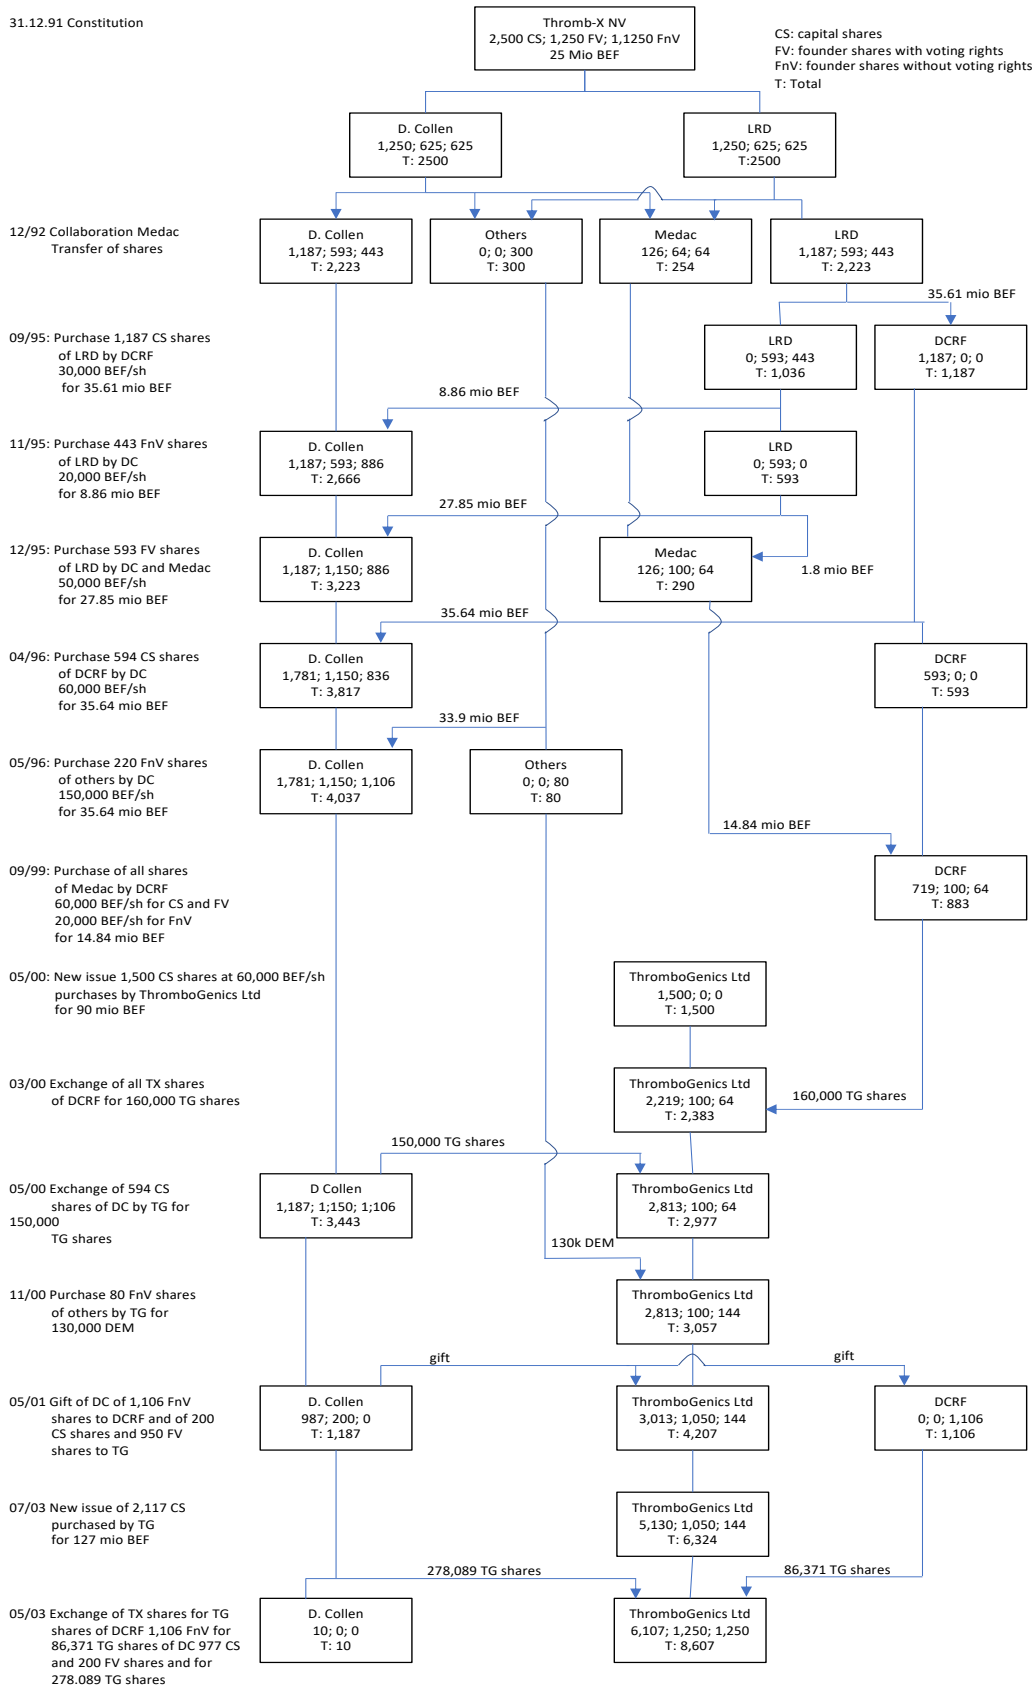 31.12.91 Constitution
Thromb-X NV
2,500 CS; 1,250 FV; 1,1250 FnV
25 Mio BEF
CS: capital shares
FV: founder shares with voting rights
FnV: founder shares without voting rights
T: Total
D. Collen
1,250; 625; 625
T: 2500
LRD
1,250; 625; 625
T:2500
12/92 Collaboration Medac
Transfer of shares
D. Collen
1,187; 593; 443
T: 2,223
Others
0; 0; 300
T: 300
Medac
126; 64; 64
T: 254
LRD
1,187; 593; 443
T: 2,223
35.61 mio BEF
09/95: Purchase 1,187 CS shares
of LRD by DCRF
30,000 BEF/sh
for 35.61 mio BEF
LRD
0; 593; 443
T: 1,036
DCRF
1,187; 0; 0
T: 1,187
8.86 mio BEF
11/95: Purchase 443 FnV shares
of LRD by DC
20,000 BEF/sh
for 8.86 mio BEF
D. Collen
1,187; 593; 886
T: 2,666
LRD
0; 593; 0
T: 593
27.85 mio BEF
12/95: Purchase 593 FV shares
of LRD by DC and Medac
50,000 BEF/sh
for 27.85 mio BEF
D. Collen
1,187; 1,150; 886
T: 3,223
Medac
126; 100; 64
T: 290
1.8 mio BEF
35.64 mio BEF
04/96: Purchase 594 CS shares
of DCRF by DC
60,000 BEF/sh
for 35.64 mio BEF
D. Collen
1,781; 1,150; 836
T: 3,817
DCRF
593; 0; 0
T: 593
33.9 mio BEF
05/96: Purchase 220 FnV shares
of others by DC
150,000 BEF/sh
for 35.64 mio BEF
D. Collen
1,781; 1,150; 1,106
T: 4,037
Others
0; 0; 80
T: 80
14.84 mio BEF
09/99: Purchase of all shares
of Medac by DCRF
60,000 BEF/sh for CS and FV
20,000 BEF/sh for FnV
for 14.84 mio BEF
DCRF
719; 100; 64
T: 883
05/00: New issue 1,500 CS shares at 60,000 BEF/sh
purchases by ThromboGenics Ltd
for 90 mio BEF
ThromboGenics Ltd
1,500; 0; 0
T: 1,500
03/00 Exchange of all TX shares
of DCRF for 160,000 TG shares
ThromboGenics Ltd
2,219; 100; 64
T: 2,383
160,000 TG shares
150,000 TG shares
05/00 Exchange of 594 CS
shares of DC by TG for
150,000
TG shares
D Collen
1,187; 1;150; 1;106
T: 3,443
ThromboGenics Ltd
2,813; 100; 64
T: 2,977
130k DEM
11/00 Purchase 80 FnV shares
of others by TG for
130,000 DEM
ThromboGenics Ltd
2,813; 100; 144
T: 3,057
gift
gift
05/01 Gift of DC of 1,106 FnV
shares to DCRF and of 200
CS shares and 950 FV
shares to TG
D. Collen
987; 200; 0
T: 1,187
ThromboGenics Ltd
3,013; 1,050; 144
T: 4,207
DCRF
0; 0; 1,106
T: 1,106
07/03 New issue of 2,117 CS
purchased by TG
for 127 mio BEF
ThromboGenics Ltd
5,130; 1,050; 144
T: 6,324
278,089 TG shares
86,371 TG shares
05/03 Exchange of TX shares for TG
shares of DCRF 1,106 FnV for
86,371 TG shares of DC 977 CS
and 200 FV shares and for
278.089 TG shares
D. Collen
10; 0; 0
T: 10
ThromboGenics Ltd
6,107; 1,250; 1,250
T: 8,607